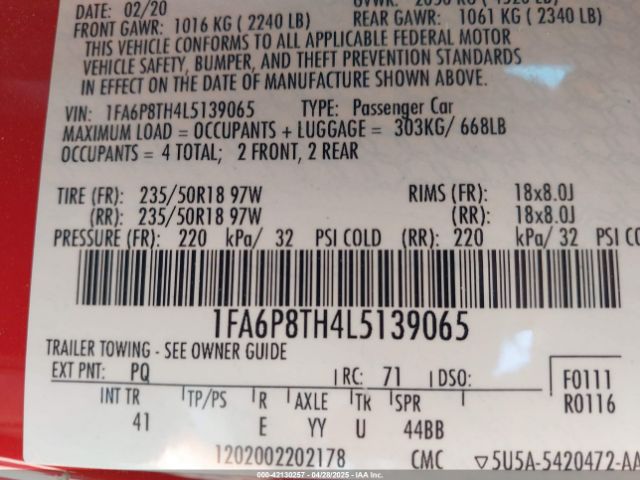 DATE: 02/20
FRONT GAWR: 1016 KG ( 2240 LB) REAR GAWR: 1061 KG ( 2340 LB)
THIS VEHICLE CONFORMS TO ALL APPLICABLE FEDERAL MOTOR
VEHICLE SAFETY, BUMPER, AND THEFT PREVENTION STANDARDS
IN EFFECT ON THE DATE OF MANUFACTURE SHOWN ABOVE.
VIN: 1FA6P8TH4L5139065 TYPE: Passenger Car
MAXIMUM LOAD = OCCUPANTS + LUGGAGE = 303KG/ 668LB
OCCUPANTS = 4 TOTAL; 2 FRONT, 2 REAR
TIRE (FR): 235/50R18 97W RIMS (FR): 18x8.0J
(RR): 235/50R18 97W (RR): 18x8.0J
PRESSURE (FR): 220 kPa/ 32 PSI COLD (RR): 220 kPa/ 32 PSI CO
1FA6P8TH4L5139065
TRAILER TOWING - SEE OWNER GUIDE
EXT PNT: PQ RC: 71 DSO: F0111
R0116
INT TR TP/PS R AXLE TR SPR
41 E YY U 44BB
1202002202178 CMC ▽5U5A-5420472-AA
000-42130257 - 04/28/2025 - IAAI.com